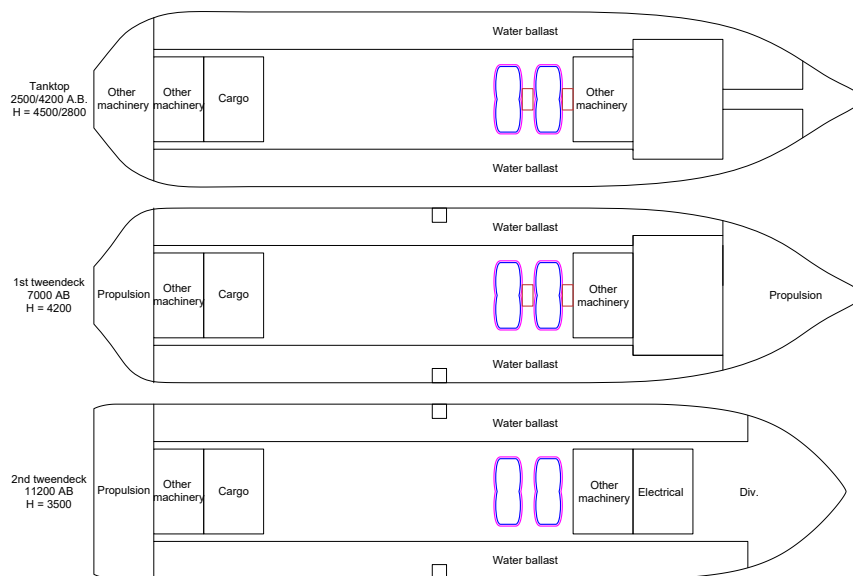 Water ballast
Tanktop
2500/4200 A.B.
H = 4500/2800
Other
machinery
Other
machinery
Cargo
Other
machinery
Water ballast
Water ballast
1st tweendeck
7000 AB
H = 4200
Propulsion
Other
machinery
Cargo
Other
machinery
Propulsion
Water ballast
Water ballast
2nd tweendeck
11200 AB
H = 3500
Propulsion
Other
machinery
Cargo
Other
machinery
Electrical
Div.
Water ballast